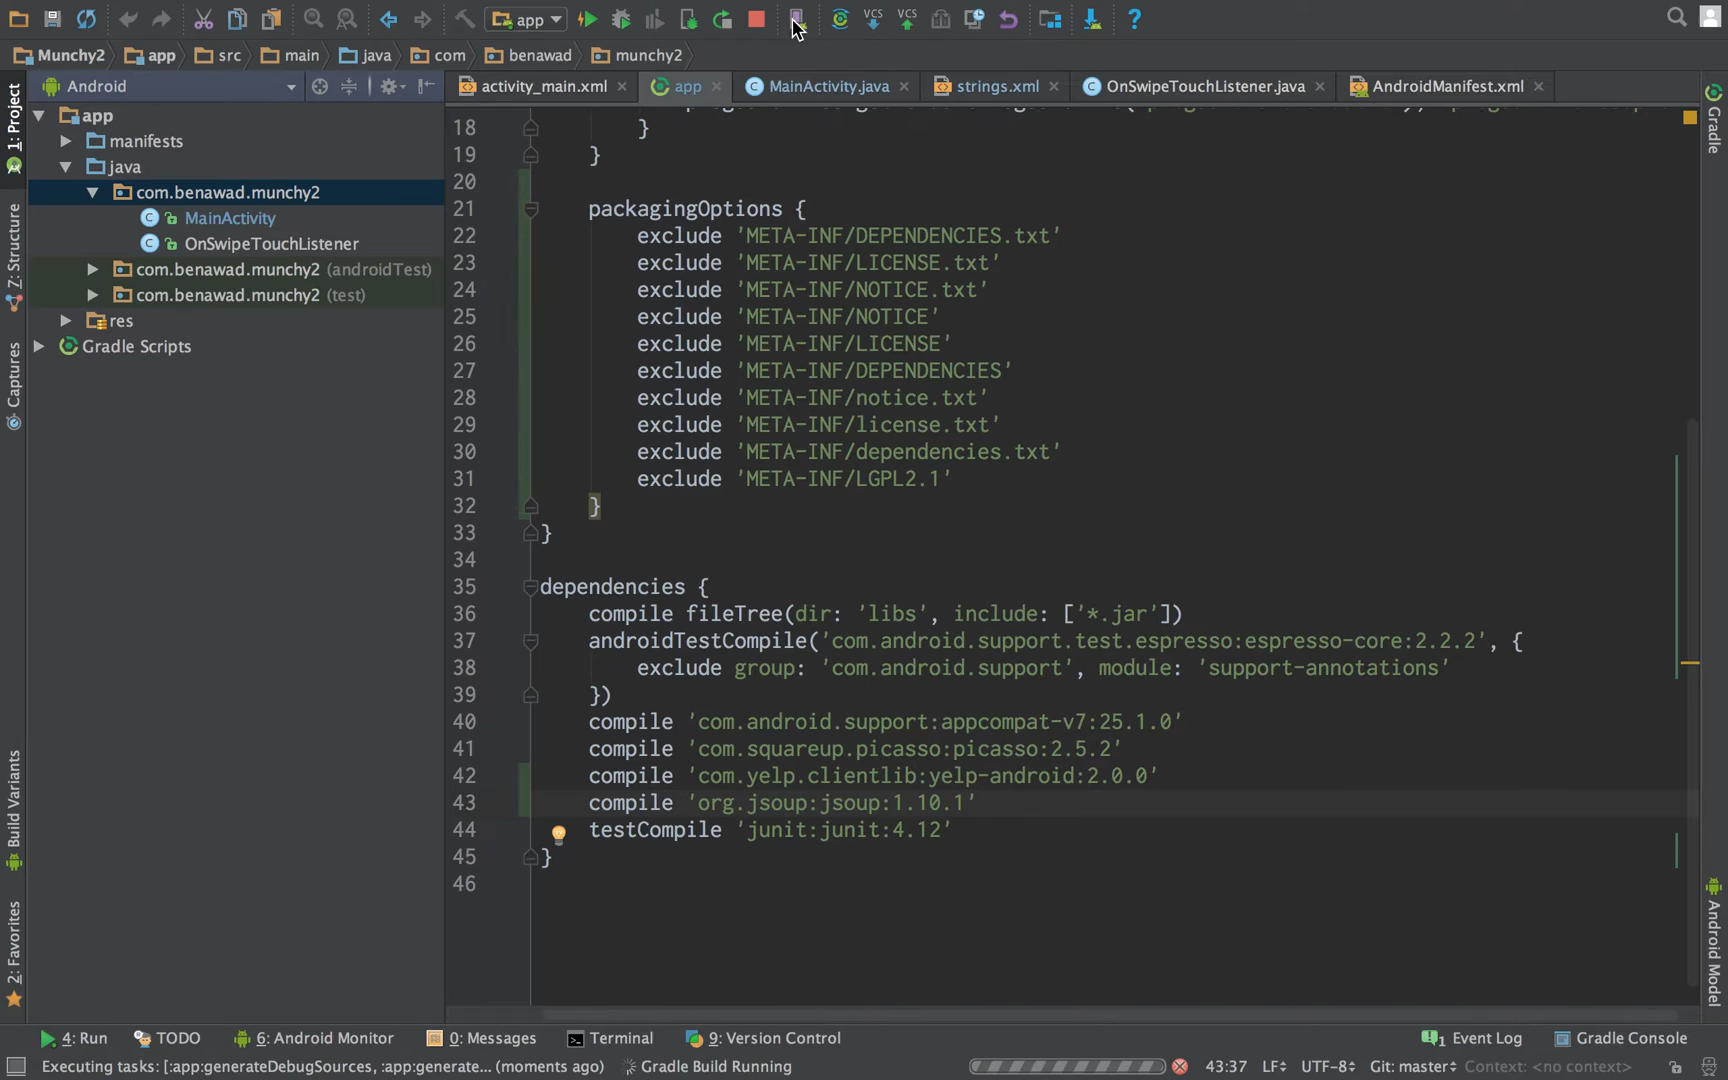 app
VCS
VCS
Munchy2
app
src
main
java
com
benawad
munchy2
Android
activity_main.xml
app
MainActivity.java
strings.xml
OnSwipeTouchListener.java
AndroidManifest.xml
1: Project
Z: Structure
Captures
Build Variants
2: Favorites
app
manifests
java
com.benawad.munchy2
MainActivity
OnSwipeTouchListener
com.benawad.munchy2 (androidTest)
com.benawad.munchy2 (test)
res
Gradle Scripts
18 }
19 }
20
21 packagingOptions {
22 exclude 'META-INF/DEPENDENCIES.txt'
23 exclude 'META-INF/LICENSE.txt'
24 exclude 'META-INF/NOTICE.txt'
25 exclude 'META-INF/NOTICE'
26 exclude 'META-INF/LICENSE'
27 exclude 'META-INF/DEPENDENCIES'
28 exclude 'META-INF/notice.txt'
29 exclude 'META-INF/license.txt'
30 exclude 'META-INF/dependencies.txt'
31 exclude 'META-INF/LGPL2.1'
32 }
33 }
34
35 dependencies {
36 compile fileTree(dir: 'libs', include: ['*.jar'])
37 androidTestCompile('com.android.support.test.espresso:espresso-core:2.2.2', {
38 exclude group: 'com.android.support', module: 'support-annotations'
39 })
40 compile 'com.android.support:appcompat-v7:25.1.0'
41 compile 'com.squareup.picasso:picasso:2.5.2'
42 compile 'com.yelp.clientlib:yelp-android:2.0.0'
43 compile 'org.jsoup:jsoup:1.10.1'
44 testCompile 'junit:junit:4.12'
45 }
46
Gradle
Android Model
4: Run
TODO
6: Android Monitor
0: Messages
Terminal
9: Version Control
1 Event Log
Gradle Console
Executing tasks: [:app:generateDebugSources, :app:generate... (moments ago)
Gradle Build Running
43:37
LF
UTF-8
Git: master
Context: <no context>